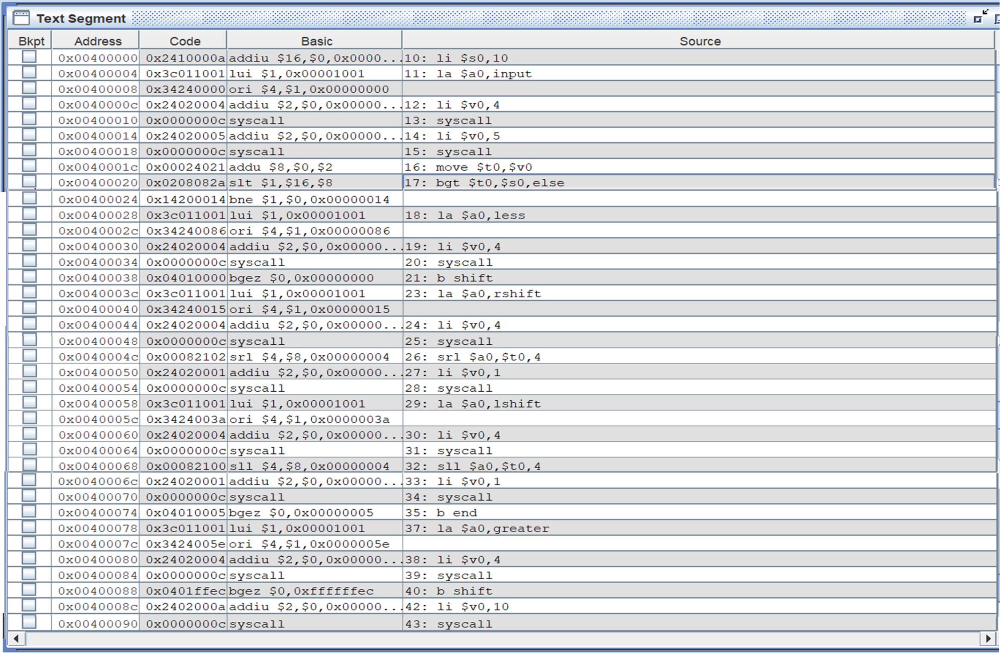 Text Segment
Bkpt Address Code Basic Source
0x00400000 0x2410000a addiu $16,$0,0x0000... 10: li $s0,10
0x00400004 0x3c011001 lui $1,0x00001001 11: la $a0,input
0x00400008 0x34240000 ori $4,$1,0x00000000
0x0040000c 0x24020004 addiu $2,$0,0x00000... 12: li $v0,4
0x00400010 0x0000000c syscall 13: syscall
0x00400014 0x24020005 addiu $2,$0,0x00000... 14: li $v0,5
0x00400018 0x0000000c syscall 15: syscall
0x0040001c 0x00024021 addu $8,$0,$2 16: move $t0,$v0
0x00400020 0x0208082a slt $1,$16,$8 17: bgt $t0,$s0,else
0x00400024 0x14200014 bne $1,$0,0x00000014
0x00400028 0x3c011001 lui $1,0x00001001 18: la $a0,less
0x0040002c 0x34240086 ori $4,$1,0x00000086
0x00400030 0x24020004 addiu $2,$0,0x00000... 19: li $v0,4
0x00400034 0x0000000c syscall 20: syscall
0x00400038 0x04010000 bgez $0,0x00000000 21: b shift
0x0040003c 0x3c011001 lui $1,0x00001001 23: la $a0,rshift
0x00400040 0x34240015 ori $4,$1,0x00000015
0x00400044 0x24020004 addiu $2,$0,0x00000... 24: li $v0,4
0x00400048 0x0000000c syscall 25: syscall
0x0040004c 0x00082102 srl $4,$8,0x00000004 26: srl $a0,$t0,4
0x00400050 0x24020001 addiu $2,$0,0x00000... 27: li $v0,1
0x00400054 0x0000000c syscall 28: syscall
0x00400058 0x3c011001 lui $1,0x00001001 29: la $a0,lshift
0x0040005c 0x3424003a ori $4,$1,0x0000003a
0x00400060 0x24020004 addiu $2,$0,0x00000... 30: li $v0,4
0x00400064 0x0000000c syscall 31: syscall
0x00400068 0x00082100 sll $4,$8,0x00000004 32: sll $a0,$t0,4
0x0040006c 0x24020001 addiu $2,$0,0x00000... 33: li $v0,1
0x00400070 0x0000000c syscall 34: syscall
0x00400074 0x04010005 bgez $0,0x00000005 35: b end
0x00400078 0x3c011001 lui $1,0x00001001 37: la $a0,greater
0x0040007c 0x3424005e ori $4,$1,0x0000005e
0x00400080 0x24020004 addiu $2,$0,0x00000... 38: li $v0,4
0x00400084 0x0000000c syscall 39: syscall
0x00400088 0x0401ffec bgez $0,0xffffffec 40: b shift
0x0040008c 0x2402000a addiu $2,$0,0x00000... 42: li $v0,10
0x00400090 0x0000000c syscall 43: syscall